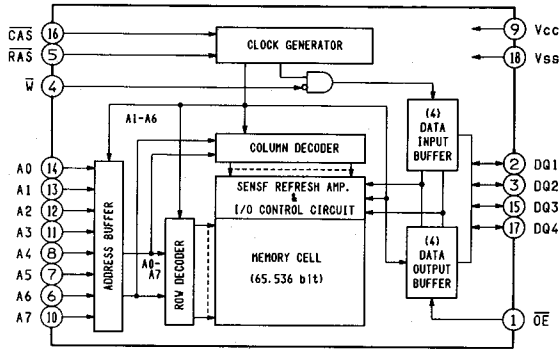 CAS 16
RAS 5
W 4
CLOCK GENERATOR
9 Vcc
18 Vss
A1-A6
COLUMN DECODER
(4)
DATA
INPUT
BUFFER
SENSF REFRESH AMP.
&
I/O CONTROL CIRCUIT
MEMORY CELL
(65.536 bit)
A0 14
A1 13
A2 12
A3 11
A4 8
A5 7
A6 6
A7 10
ADDRESS BUFFER
A0-
A7
ROW DECODER
2 DQ1
3 DQ2
15 DQ3
17 DQ4
(4)
DATA
OUTPUT
BUFFER
1 OE